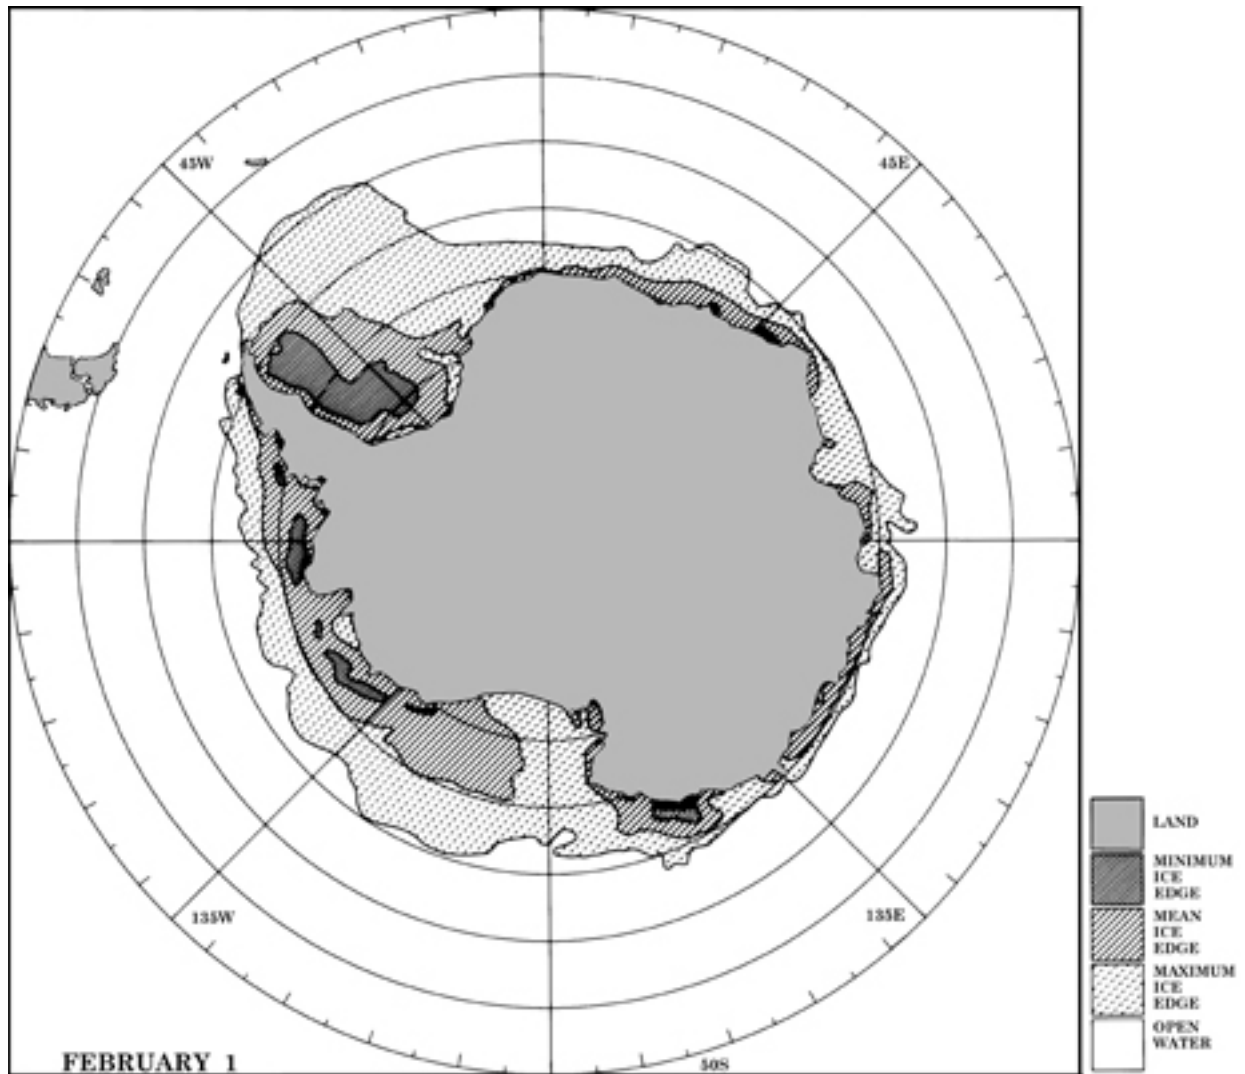 45W
45E
LAND
MINIMUM
ICE
EDGE
MEAN
ICE
EDGE
135W
135E
MAXIMUM
ICE
EDGE
OPEN
WATER
FEBRUARY 1
50S